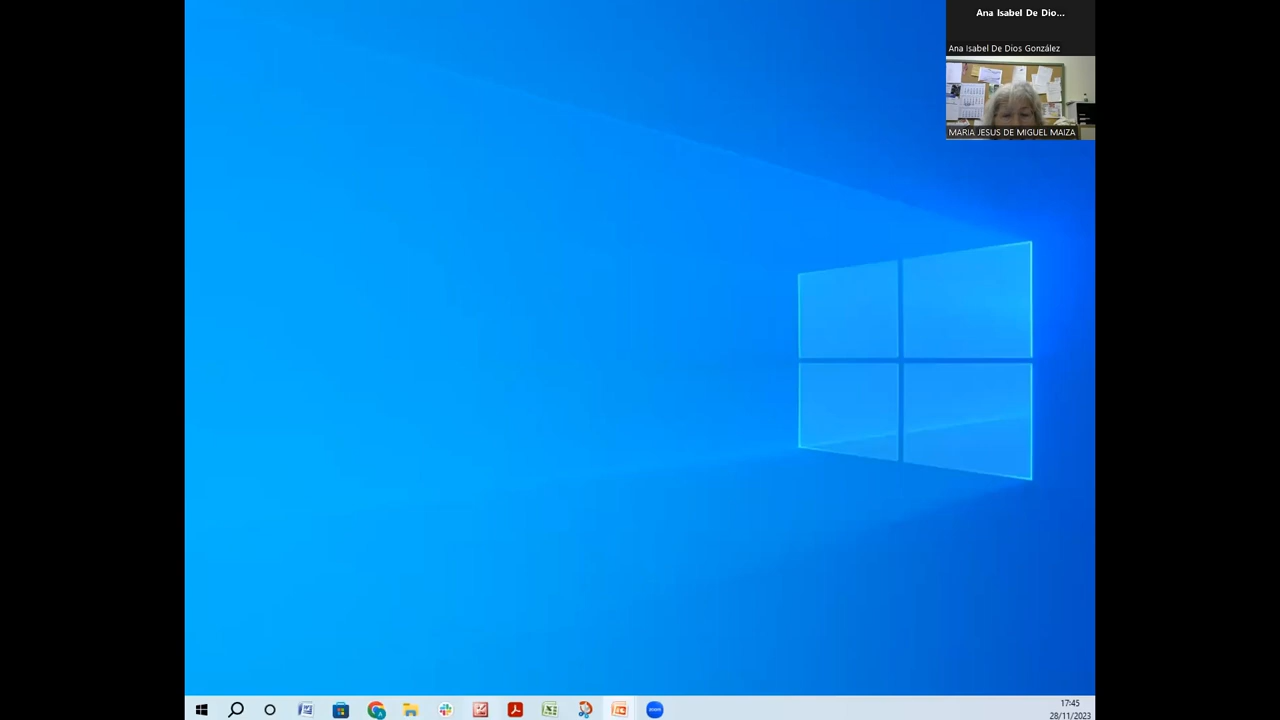 Ana Isabel De Dio...
Ana Isabel De Dios González
MARIA JESUS DE MIGUEL MAIZA
17:45
28/11/2023